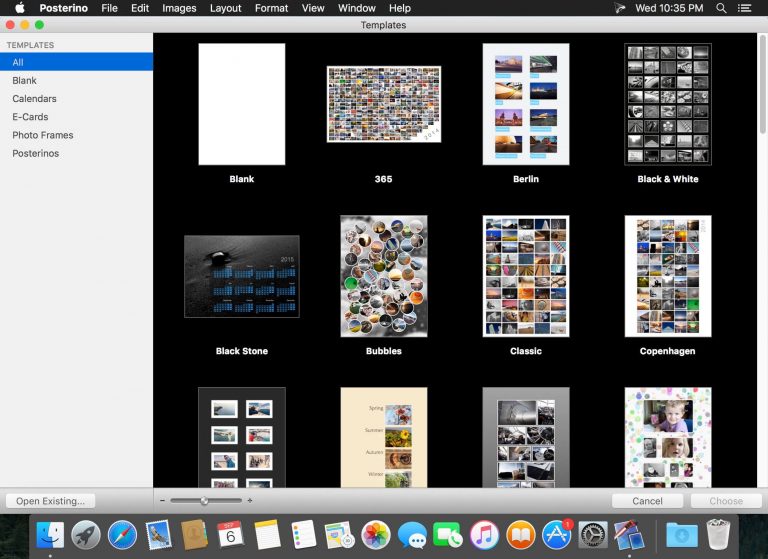 Posterino File Edit Images Layout Format View Window Help Wed 10:35 PM
Templates
TEMPLATES
All
Blank
Calendars
E-Cards
Photo Frames
Posterinos
Blank 365 Berlin Black & White
2014
2015
Black Stone Bubbles Classic Copenhagen
Spring
Summer
Autumn
Winter
Open Existing...
Cancel Choose
SEP
6
1